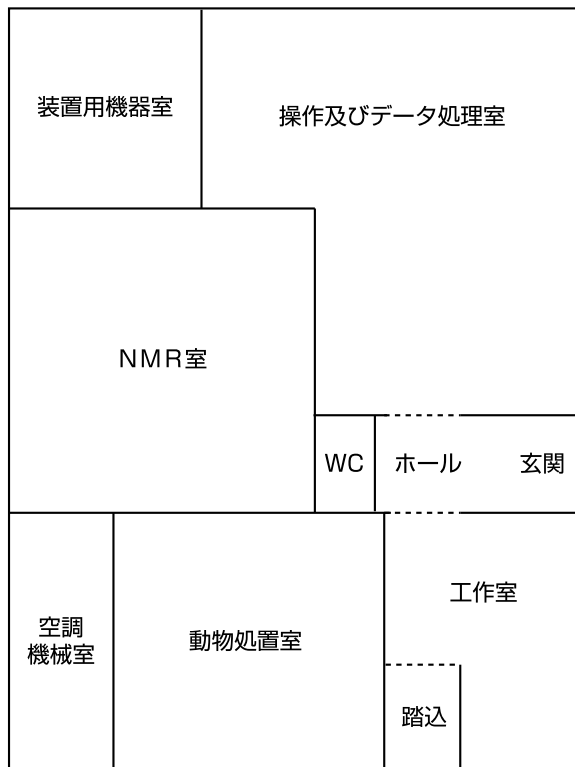 装置用機器室
操作及びデータ処理室
NMR室
WC
ホール
玄関
工作室
空調
機械室
動物処置室
踏込